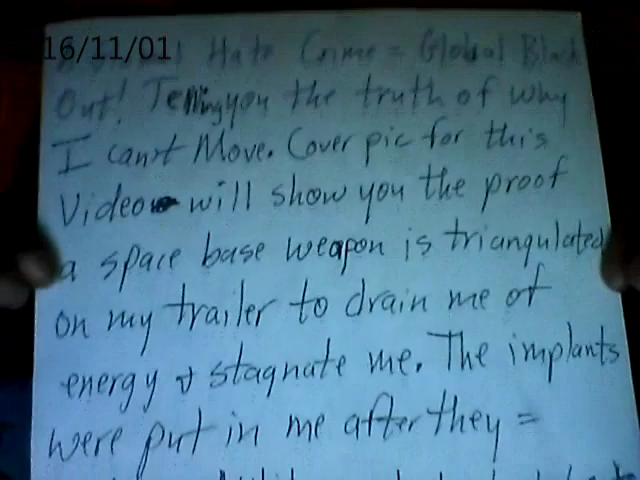 16/11/01
Hate Crime = Global Black
Out! Telling you the truth of why
I can't Move. Cover pic for this
Video will show you the proof
a space base weapon is triangulated
on my trailer to drain me of
energy & stagnate me. The implants
were put in me after they =